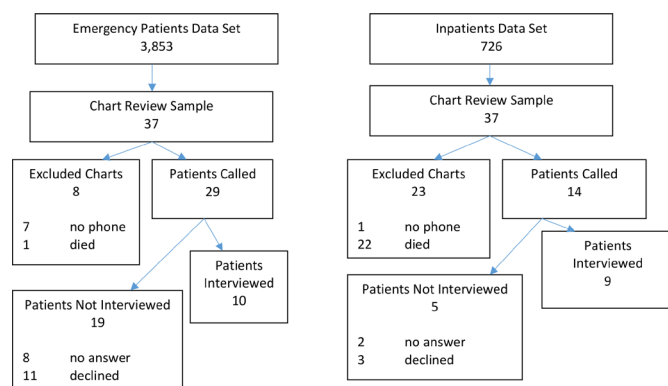 Emergency Patients Data Set
3,853
Chart Review Sample
37
Excluded Charts
8
7 no phone
1 died
Patients Called
29
Patients
Interviewed
10
Patients Not Interviewed
19
8 no answer
11 declined
Inpatients Data Set
726
Chart Review Sample
37
Excluded Charts
23
1 no phone
22 died
Patients Called
14
Patients
Interviewed
9
Patients Not Interviewed
5
2 no answer
3 declined